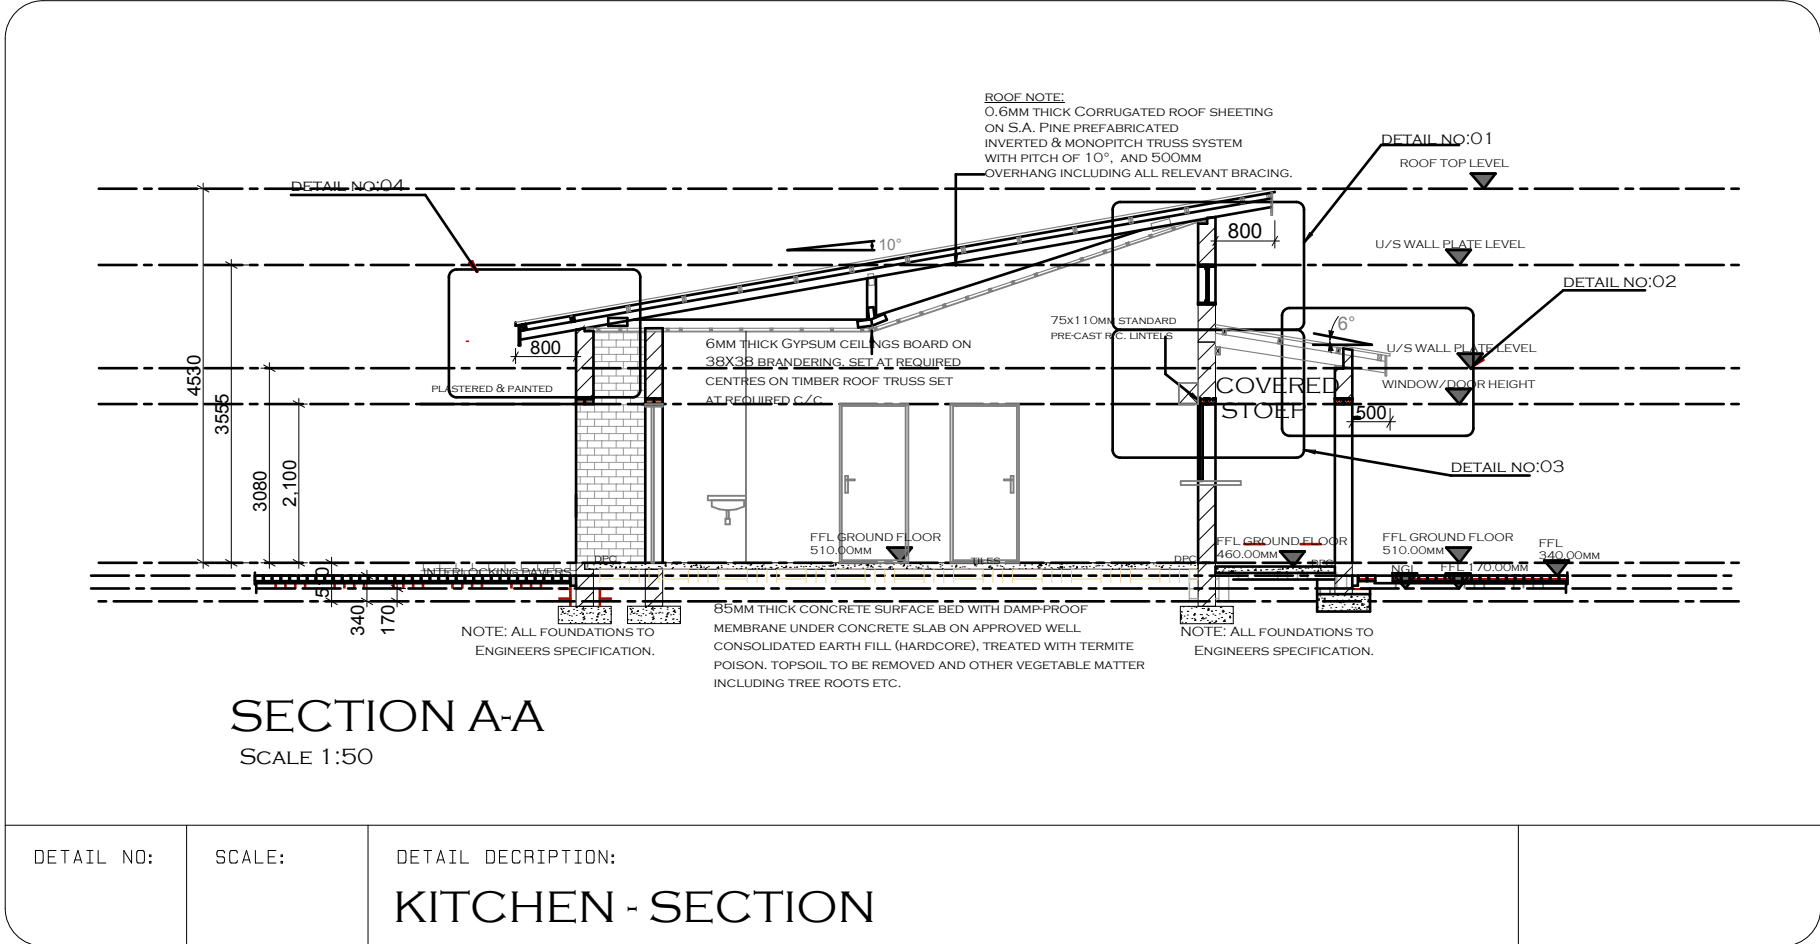 ROOF NOTE:
0.6MM THICK CORRUGATED ROOF SHEETING
ON S.A. PINE PREFABRICATED
INVERTED & MONOPITCH TRUSS SYSTEM
WITH PITCH OF 10°, AND 500MM
OVERHANG INCLUDING ALL RELEVANT BRACING.
DETAIL NO:01
ROOF TOP LEVEL
DETAIL NO:04
800
10°
U/S WALL PLATE LEVEL
DETAIL NO:02
75X110MM STANDARD
PRE-CAST R/C. LINTELS
6°
U/S WALL PLATE LEVEL
800
6MM THICK GYPSUM CEILINGS BOARD ON
38X38 BRANDERING. SET AT REQUIRED
CENTRES ON TIMBER ROOF TRUSS SET
AT REQUIRED C/C
PLASTERED & PAINTED
COVERED
STOEP
WINDOW/DOOR HEIGHT
500
4530
3555
3080
2,100
DETAIL NO:03
FFL GROUND FLOOR
510.00MM
FFL GROUND FLOOR
460.00MM
FFL GROUND FLOOR
510.00MM
FFL
340.00MM
DPC
TILES
DPC
DPC
NGL
FFL 170.00MM
INTERLOCKING PAVERS
340
170
NOTE: ALL FOUNDATIONS TO
ENGINEERS SPECIFICATION.
85MM THICK CONCRETE SURFACE BED WITH DAMP-PROOF
MEMBRANE UNDER CONCRETE SLAB ON APPROVED WELL
CONSOLIDATED EARTH FILL (HARDCORE), TREATED WITH TERMITE
POISON. TOPSOIL TO BE REMOVED AND OTHER VEGETABLE MATTER
INCLUDING TREE ROOTS ETC.
NOTE: ALL FOUNDATIONS TO
ENGINEERS SPECIFICATION.
SECTION A-A
SCALE 1:50
DETAIL NO:
SCALE:
DETAIL DECRIPTION:
KITCHEN - SECTION